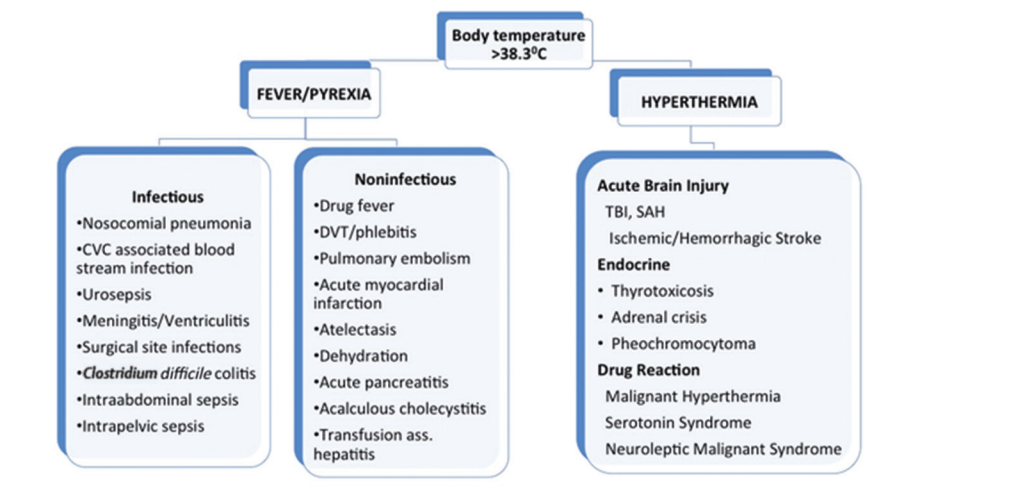 Body temperature
>38.3⁰C
FEVER/PYREXIA
HYPERTHERMIA
Infectious
•Nosocomial pneumonia
•CVC associated blood
stream infection
•Urosepsis
•Meningitis/Ventriculitis
•Surgical site infections
•Clostridium difficile colitis
•Intraabdominal sepsis
•Intrapelvic sepsis
Noninfectious
•Drug fever
•DVT/phlebitis
•Pulmonary embolism
•Acute myocardial
infarction
•Atelectasis
•Dehydration
•Acute pancreatitis
•Acalculous cholecystitis
•Transfusion ass.
hepatitis
Acute Brain Injury
TBI, SAH
Ischemic/Hemorrhagic Stroke
Endocrine
• Thyrotoxicosis
• Adrenal crisis
• Pheochromocytoma
Drug Reaction
Malignant Hyperthermia
Serotonin Syndrome
Neuroleptic Malignant Syndrome